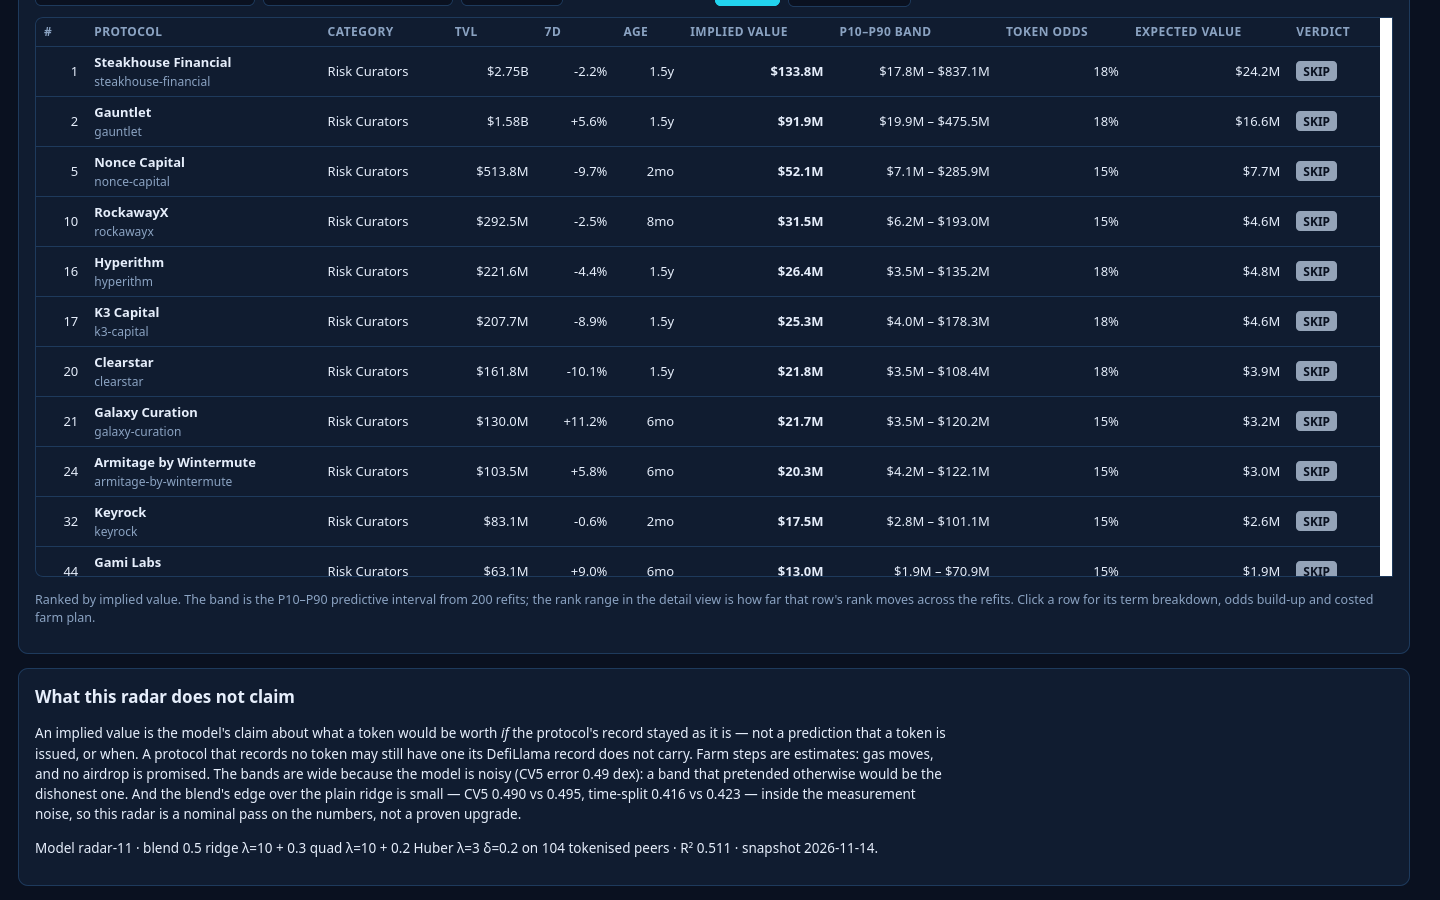 # PROTOCOL CATEGORY TVL 7D AGE IMPLIED VALUE P10–P90 BAND TOKEN ODDS EXPECTED VALUE VERDICT
1 Steakhouse Financial Risk Curators $2.75B -2.2% 1.5y $133.8M $17.8M – $837.1M 18% $24.2M SKIP
steakhouse-financial
2 Gauntlet Risk Curators $1.58B +5.6% 1.5y $91.9M $19.9M – $475.5M 18% $16.6M SKIP
gauntlet
5 Nonce Capital Risk Curators $513.8M -9.7% 2mo $52.1M $7.1M – $285.9M 15% $7.7M SKIP
nonce-capital
10 RockawayX Risk Curators $292.5M -2.5% 8mo $31.5M $6.2M – $193.0M 15% $4.6M SKIP
rockawayx
16 Hyperithm Risk Curators $221.6M -4.4% 1.5y $26.4M $3.5M – $135.2M 18% $4.8M SKIP
hyperithm
17 K3 Capital Risk Curators $207.7M -8.9% 1.5y $25.3M $4.0M – $178.3M 18% $4.6M SKIP
k3-capital
20 Clearstar Risk Curators $161.8M -10.1% 1.5y $21.8M $3.5M – $108.4M 18% $3.9M SKIP
clearstar
21 Galaxy Curation Risk Curators $130.0M +11.2% 6mo $21.7M $3.5M – $120.2M 15% $3.2M SKIP
galaxy-curation
24 Armitage by Wintermute Risk Curators $103.5M +5.8% 6mo $20.3M $4.2M – $122.1M 15% $3.0M SKIP
armitage-by-wintermute
32 Keyrock Risk Curators $83.1M -0.6% 2mo $17.5M $2.8M – $101.1M 15% $2.6M SKIP
keyrock
44 Gami Labs Risk Curators $63.1M +9.0% 6mo $13.0M $1.9M – $70.9M 15% $1.9M SKIP
Ranked by implied value. The band is the P10–P90 predictive interval from 200 refits; the rank range in the detail view is how far that row's rank moves across the refits. Click a row for its term breakdown, odds build-up and costed
farm plan.
What this radar does not claim
An implied value is the model's claim about what a token would be worth if the protocol's record stayed as it is — not a prediction that a token is
issued, or when. A protocol that records no token may still have one its DefiLlama record does not carry. Farm steps are estimates: gas moves,
and no airdrop is promised. The bands are wide because the model is noisy (CV5 error 0.49 dex): a band that pretended otherwise would be the
dishonest one. And the blend's edge over the plain ridge is small — CV5 0.490 vs 0.495, time-split 0.416 vs 0.423 — inside the measurement
noise, so this radar is a nominal pass on the numbers, not a proven upgrade.
Model radar-11 · blend 0.5 ridge λ=10 + 0.3 quad λ=10 + 0.2 Huber λ=3 δ=0.2 on 104 tokenised peers · R² 0.511 · snapshot 2026-11-14.